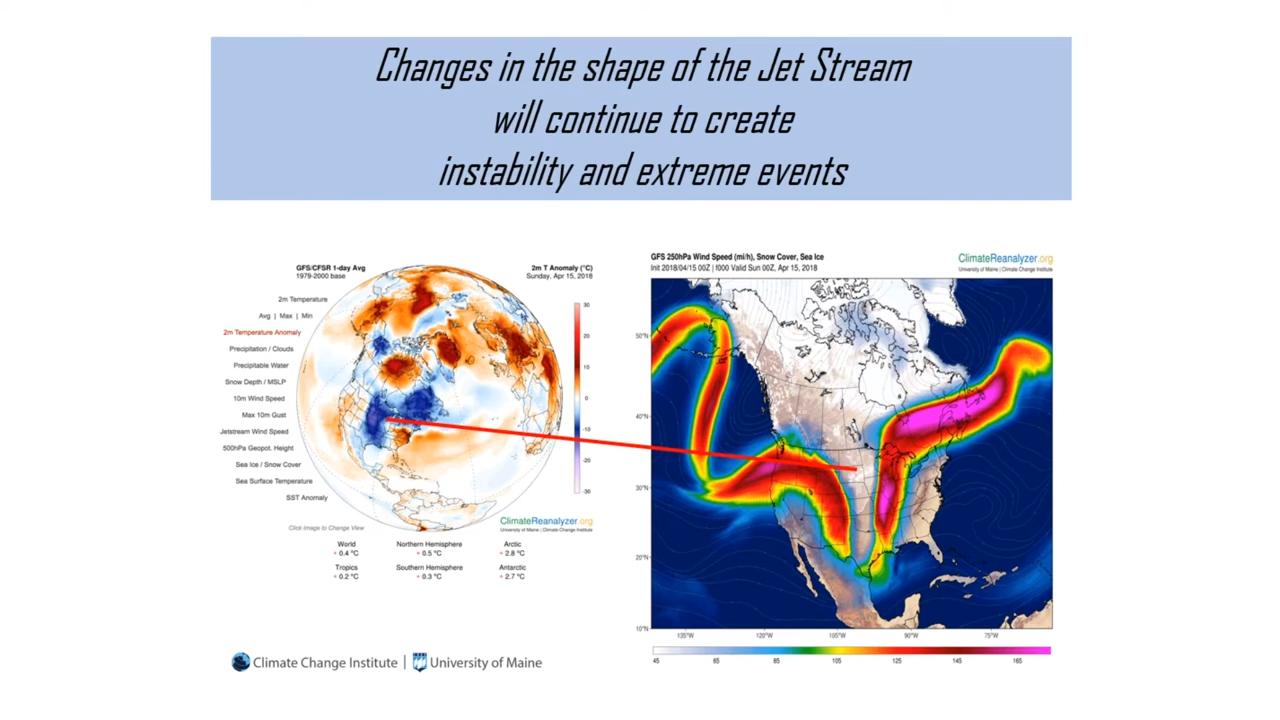 Changes in the shape of the Jet Stream
will continue to create
instability and extreme events
GFS/CFSR 1-day Avg
1979-2000 base
2m T Anomaly (°C)
Sunday, Apr 15, 2018
2m Temperature
Avg | Max | Min
2m Temperature Anomaly
Precipitation / Clouds
Precipitable Water
Snow Depth / MSLP
10m Wind Speed
Max 10m Gust
Jetstream Wind Speed
500hPa Geopot. Height
Sea Ice / Snow Cover
Sea Surface Temperature
SST Anomaly
30
20
10
0
-10
-20
-30
Click Image to Change View
ClimateReanalyzer.org
University of Maine | Climate Change Institute
World
+ 0.4 °C
Northern Hemisphere
+ 0.5 °C
Arctic
+ 2.8 °C
Tropics
+ 0.2 °C
Southern Hemisphere
+ 0.3 °C
Antarctic
+ 2.7 °C
GFS 250hPa Wind Speed (mi/h), Snow Cover, Sea Ice
Init 2018/04/15 00Z | f000 Valid Sun 00Z, Apr 15, 2018
ClimateReanalyzer.org
University of Maine | Climate Change Institute
50°N
40°N
30°N
20°N
10°N
135°W 120°W 105°W 90°W 75°W
45 65 85 105 125 145 165
Climate Change Institute | University of Maine